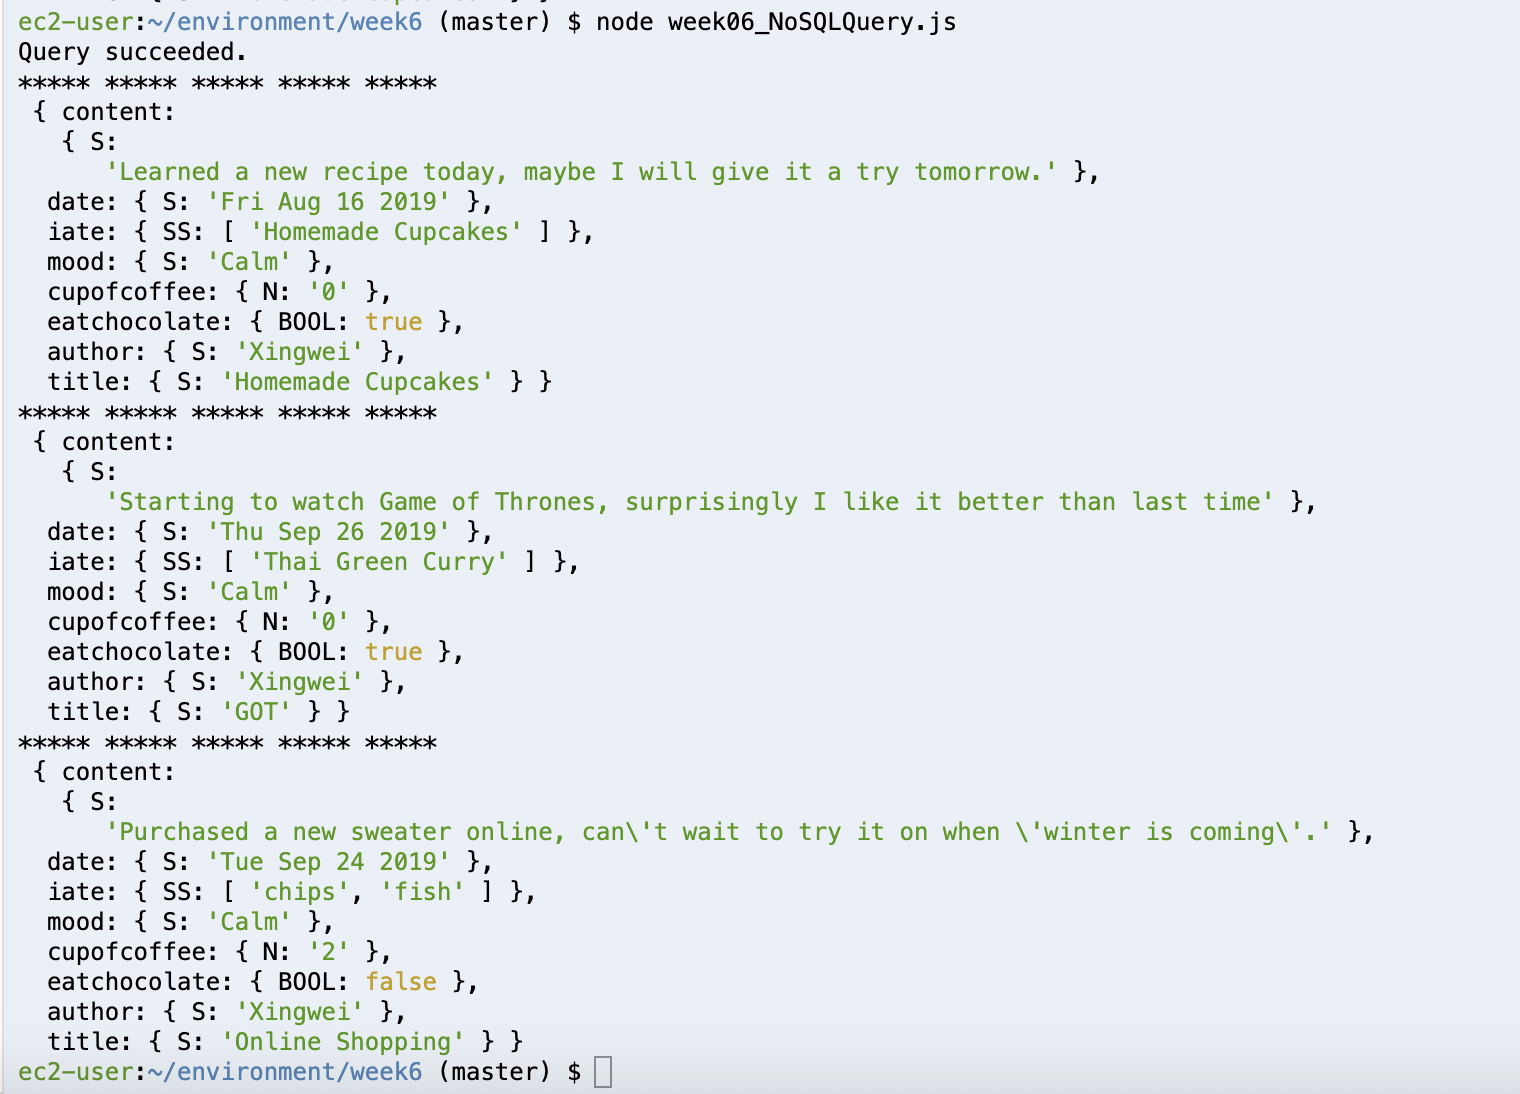 ec2-user:~/environment/week6 (master) $ node week06_NoSQLQuery.js
Query succeeded.
***** ***** ***** ***** *****
 { content:
   { S:
      'Learned a new recipe today, maybe I will give it a try tomorrow.' },
  date: { S: 'Fri Aug 16 2019' },
  iate: { SS: [ 'Homemade Cupcakes' ] },
  mood: { S: 'Calm' },
  cupofcoffee: { N: '0' },
  eatchocolate: { BOOL: true },
  author: { S: 'Xingwei' },
  title: { S: 'Homemade Cupcakes' } }
***** ***** ***** ***** *****
 { content:
   { S:
      'Starting to watch Game of Thrones, surprisingly I like it better than last time' },
  date: { S: 'Thu Sep 26 2019' },
  iate: { SS: [ 'Thai Green Curry' ] },
  mood: { S: 'Calm' },
  cupofcoffee: { N: '0' },
  eatchocolate: { BOOL: true },
  author: { S: 'Xingwei' },
  title: { S: 'GOT' } }
***** ***** ***** ***** *****
 { content:
   { S:
      'Purchased a new sweater online, can\'t wait to try it on when \'winter is coming\'.' },
  date: { S: 'Tue Sep 24 2019' },
  iate: { SS: [ 'chips', 'fish' ] },
  mood: { S: 'Calm' },
  cupofcoffee: { N: '2' },
  eatchocolate: { BOOL: false },
  author: { S: 'Xingwei' },
  title: { S: 'Online Shopping' } }
ec2-user:~/environment/week6 (master) $